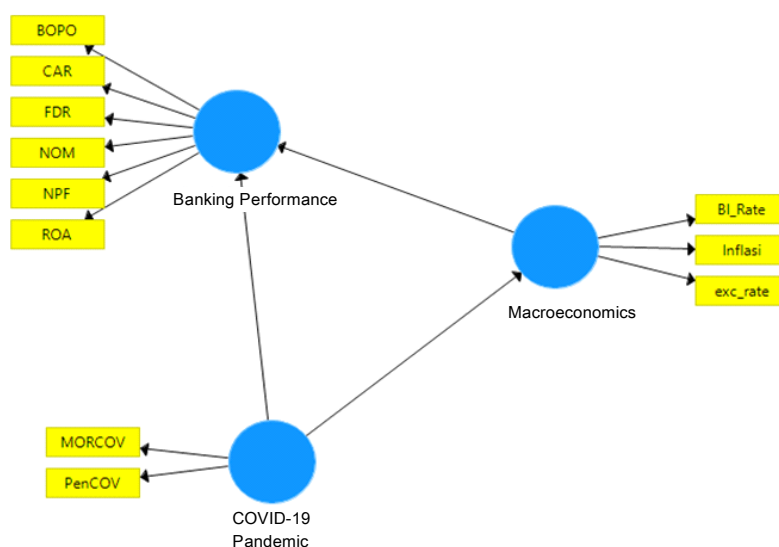 BOPO
CAR
FDR
NOM
NPF
ROA
Banking Performance
BI_Rate
Inflasi
exc_rate
Macroeconomics
MORCOV
PenCOV
COVID-19
Pandemic